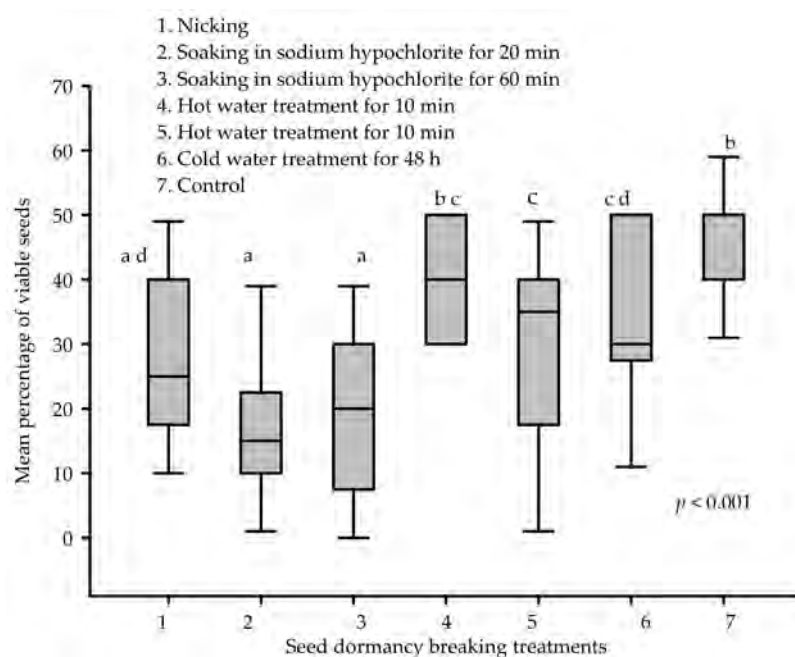 1. Nicking
2. Soaking in sodium hypochlorite for 20 min
3. Soaking in sodium hypochlorite for 60 min
4. Hot water treatment for 10 min
5. Hot water treatment for 10 min
6. Cold water treatment for 48 h
7. Control
Mean percentage of viable seeds
70
60
50
40
30
20
10
0
a d
a
a
b c
c
c d
b
p < 0.001
1 2 3 4 5 6 7
Seed dormancy breaking treatments